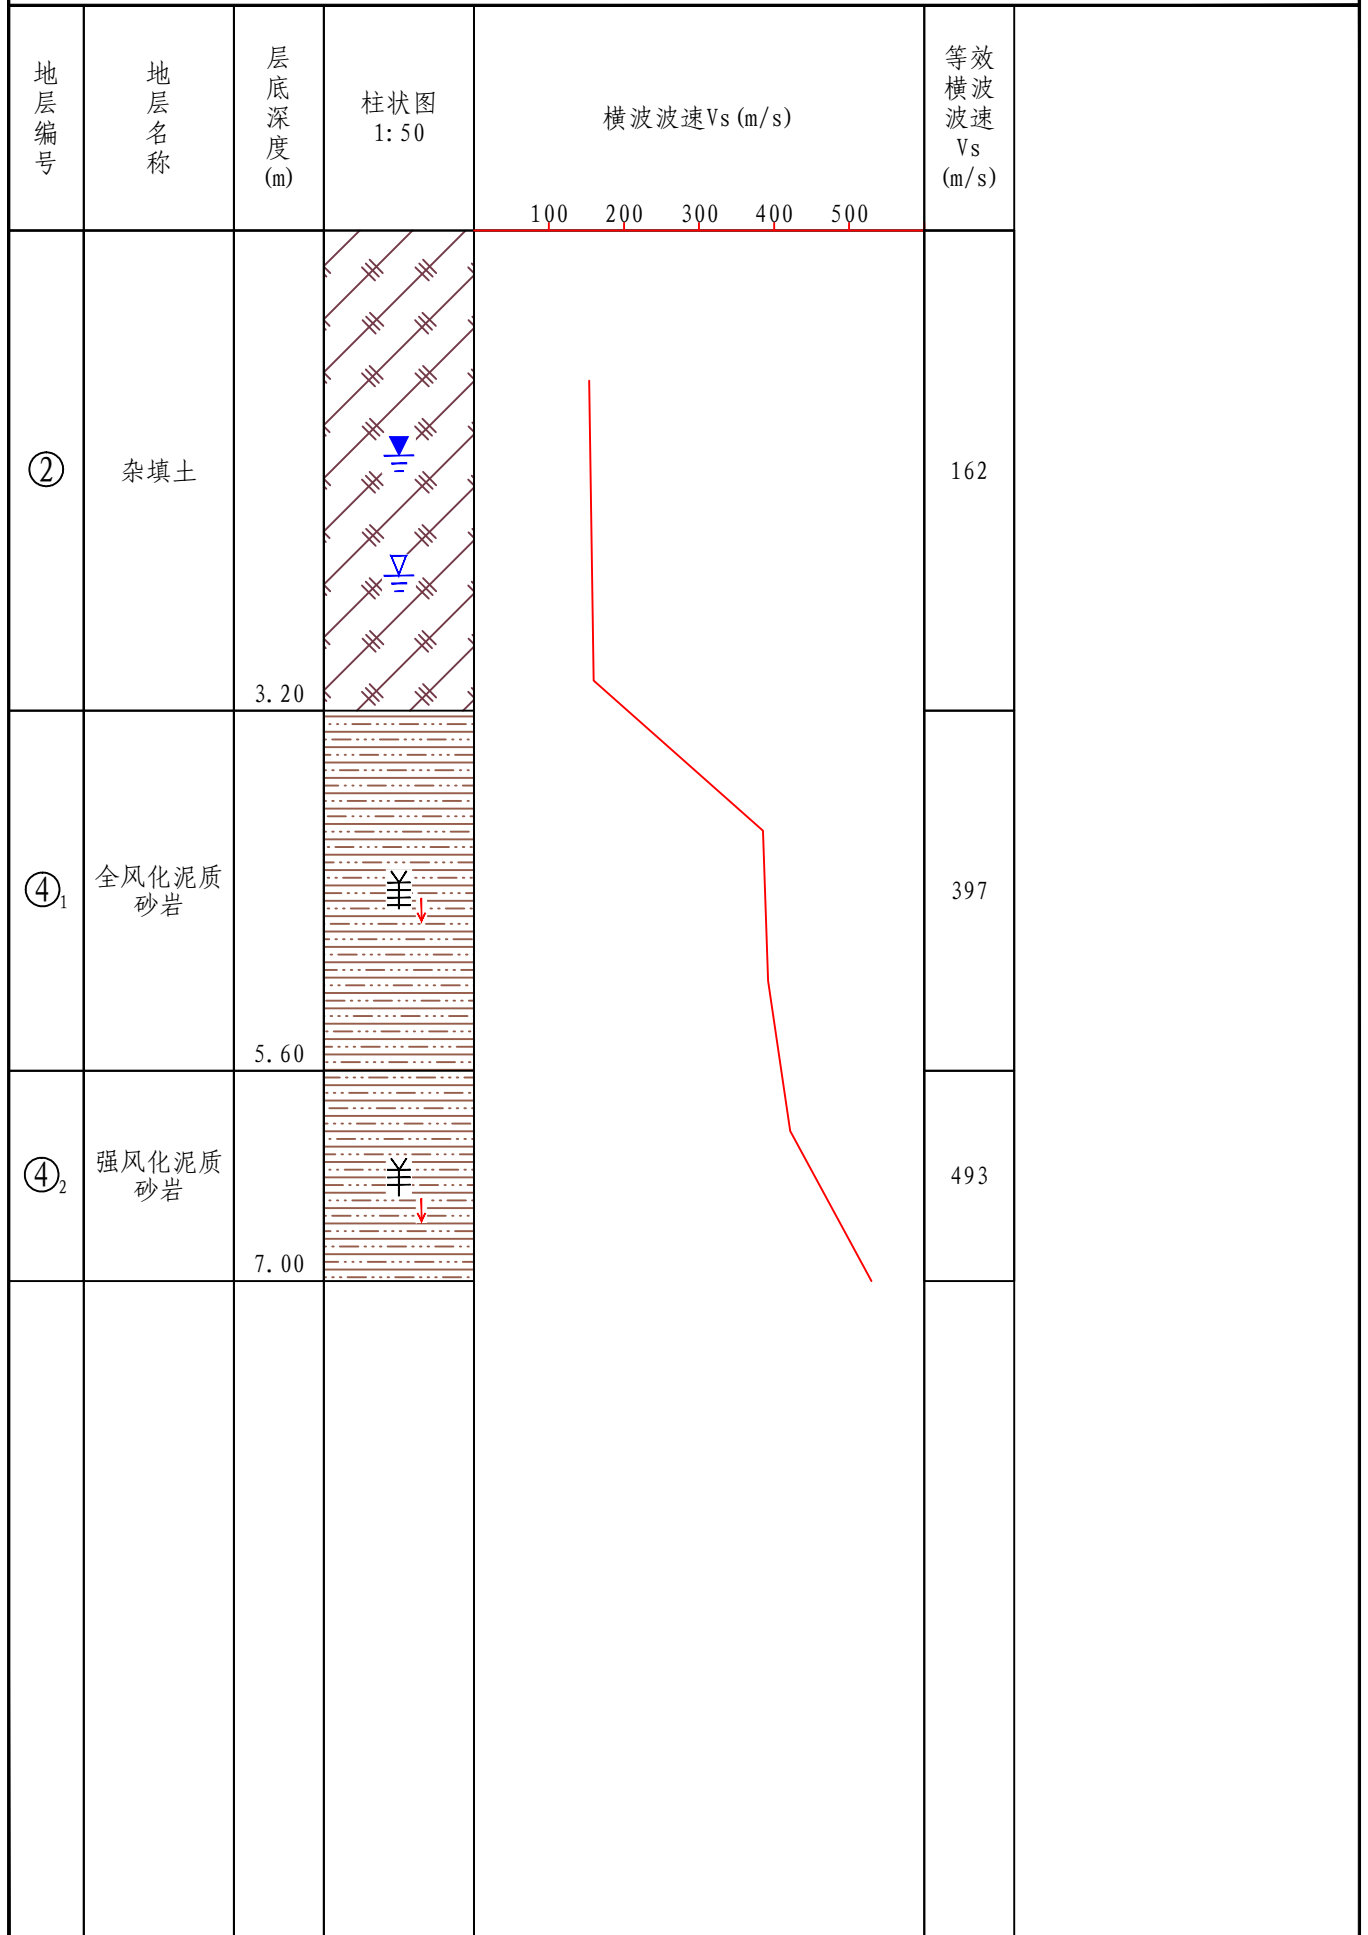 地层编号
地层名称
层底深度(m)
柱状图
1:50
横波波速Vs(m/s)
等效
横波
波速
Vs
(m/s)
100 200 300 400 500
②
杂填土
3.20
162
④1
全风化泥质
砂岩
5.60
397
④2
强风化泥质
砂岩
7.00
493